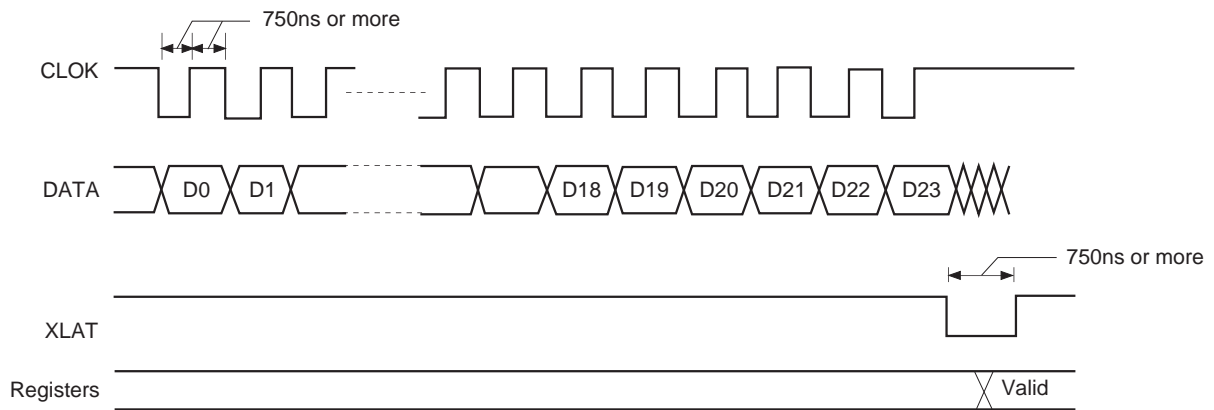 750ns or more
CLOK
DATA D0 D1 D18 D19 D20 D21 D22 D23
750ns or more
XLAT
Registers Valid